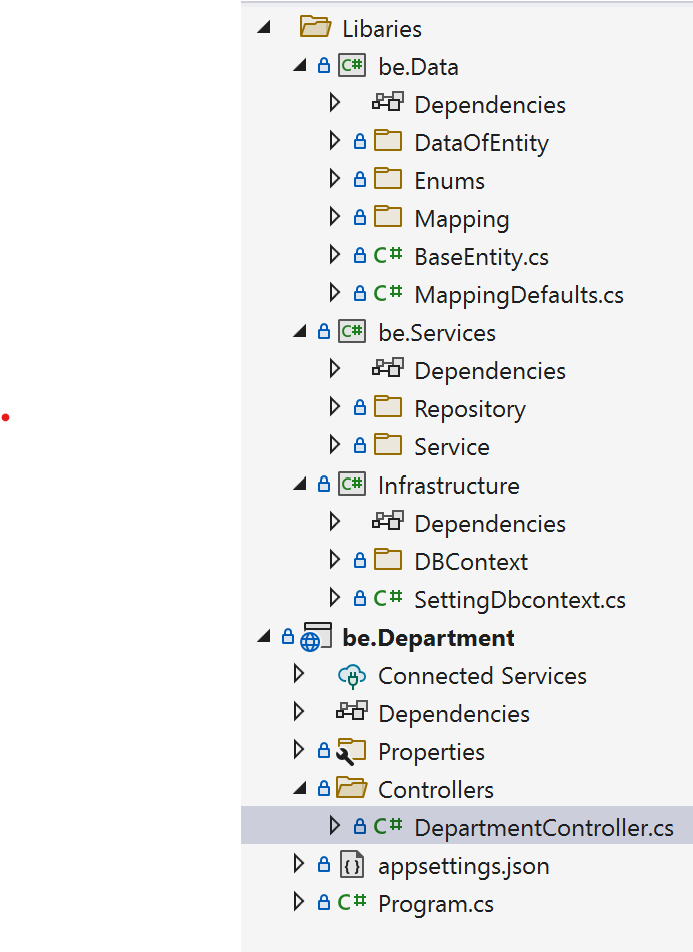 Libaries
C# be.Data
Dependencies
DataOfEntity
Enums
Mapping
C# BaseEntity.cs
C# MappingDefaults.cs
C# be.Services
Dependencies
Repository
Service
C# Infrastructure
Dependencies
DBContext
C# SettingDbcontext.cs
be.Department
Connected Services
Dependencies
Properties
Controllers
C# DepartmentController.cs
{} appsettings.json
C# Program.cs